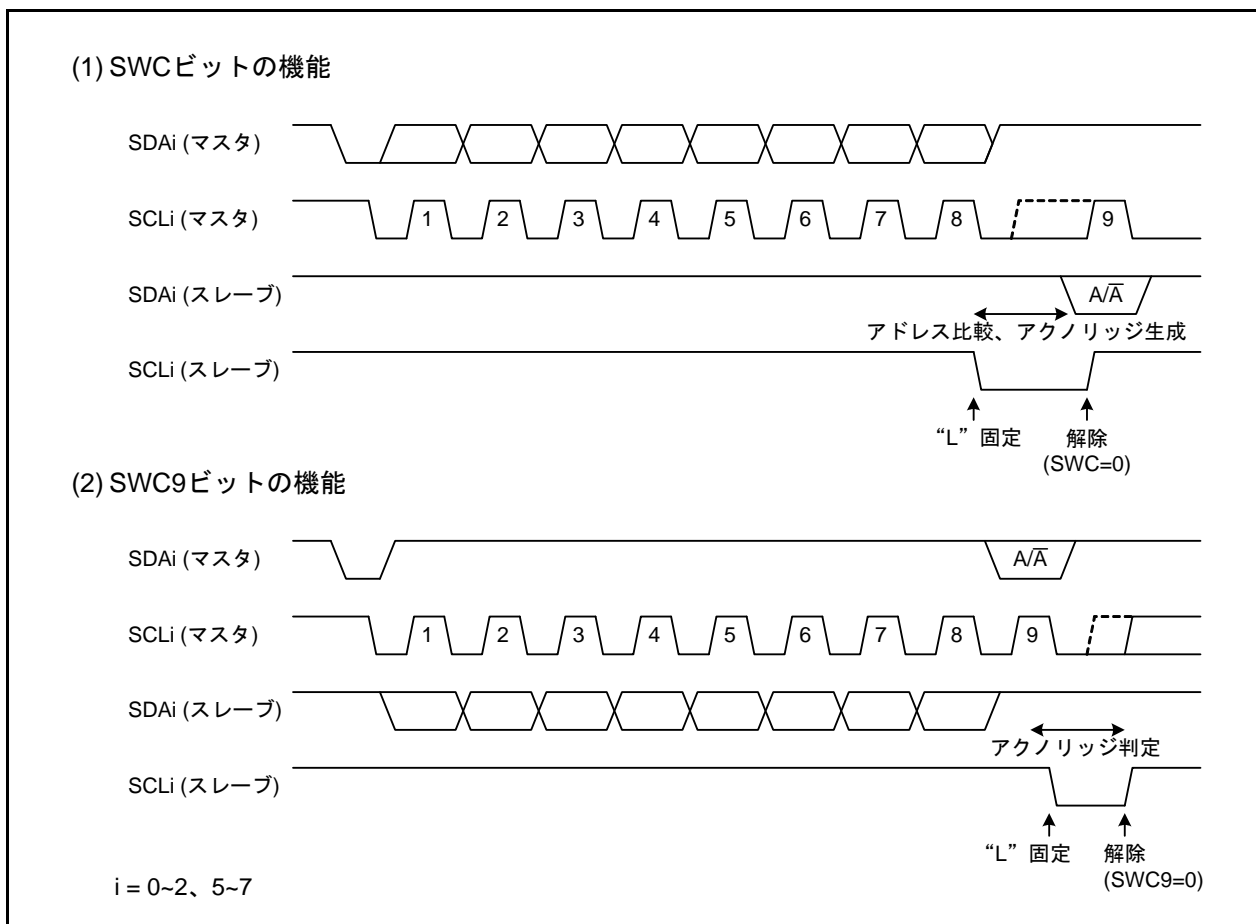 (1) SWCビットの機能
SDAi (マスタ)
SCLi (マスタ)
1 2 3 4 5 6 7 8 9
SDAi (スレーブ)
A/A̅
アドレス比較、アクノリッジ生成
SCLi (スレーブ)
“L” 固定
解除
(SWC=0)
(2) SWC9ビットの機能
SDAi (マスタ)
A/A̅
SCLi (マスタ)
1 2 3 4 5 6 7 8 9
SDAi (スレーブ)
アクノリッジ判定
SCLi (スレーブ)
“L” 固定
解除
(SWC9=0)
i = 0~2、5~7